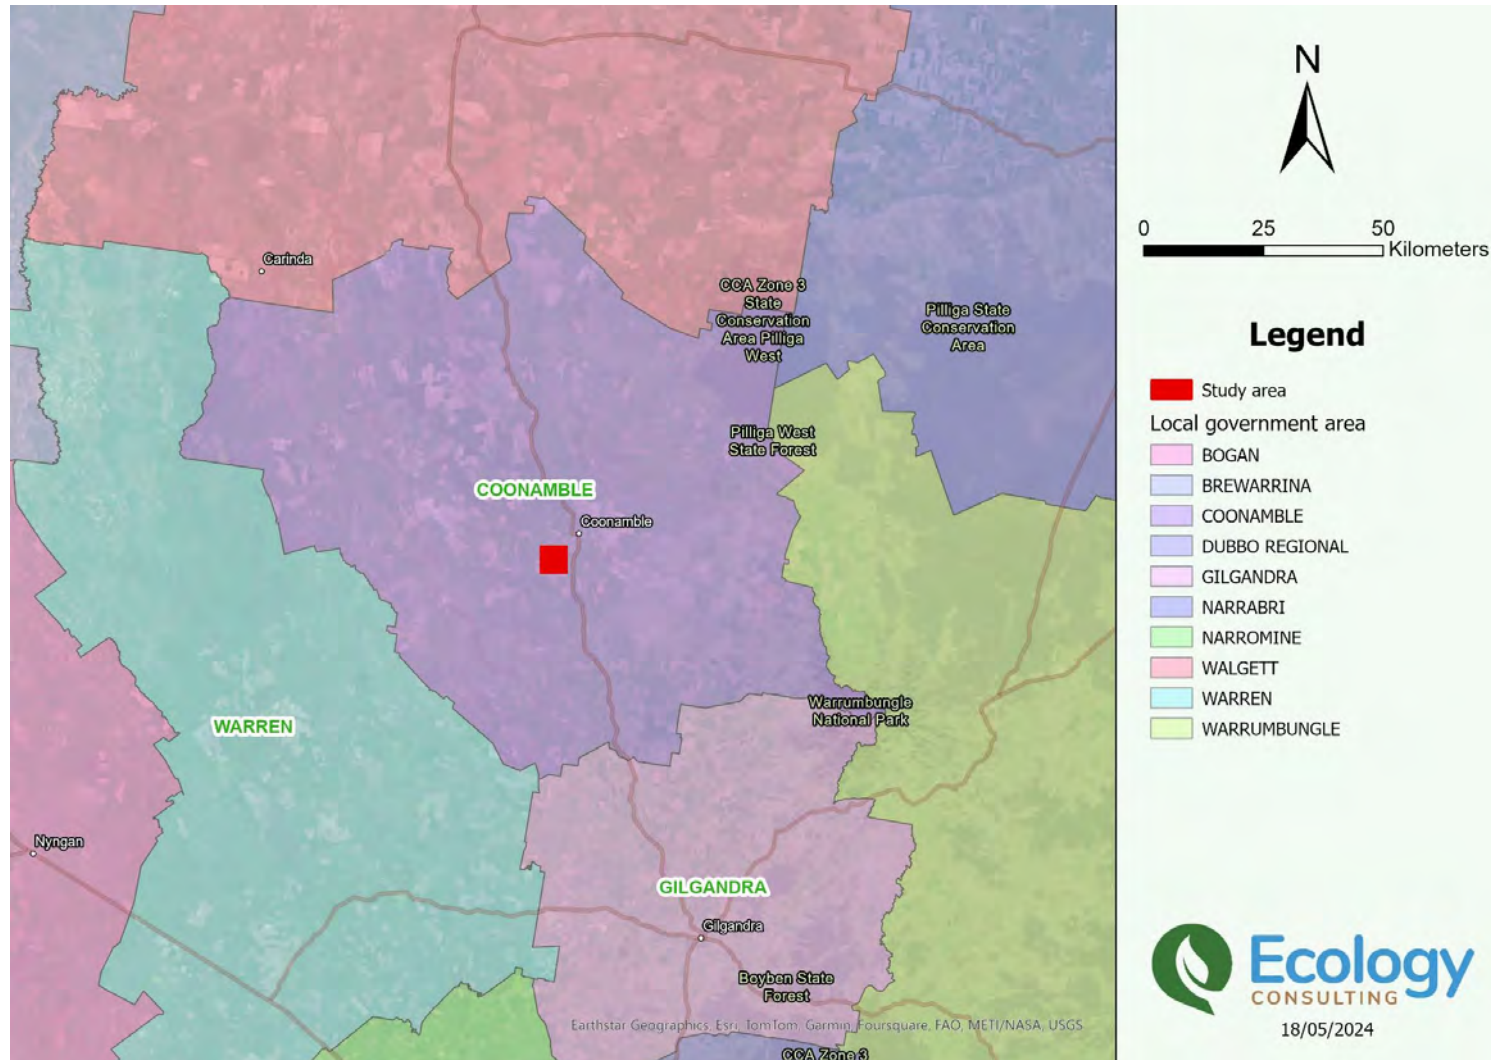 Carinda
CCA Zone 3
State
Conservation
Area Pilliga
West
Pilliga State
Conservation
Area
Pilliga West
State Forest
COONAMBLE
Coonamble
Warrumbungle
National Park
WARREN
Nyngan
GILGANDRA
Gilgandra
Boyben State
Forest
Earthstar Geographics, Esri, TomTom, Garmin, Foursquare, FAO, METI/NASA, USGS
CCA Zone 3
N
0 25 50
Kilometers
Legend
Study area
Local government area
BOGAN
BREWARRINA
COONAMBLE
DUBBO REGIONAL
GILGANDRA
NARRABRI
NARROMINE
WALGETT
WARREN
WARRUMBUNGLE
Ecology
CONSULTING
18/05/2024